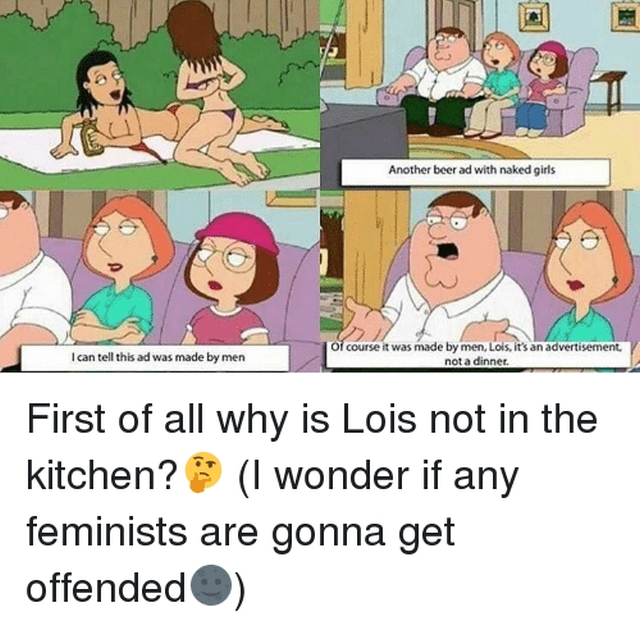 Another beer ad with naked girls
I can tell this ad was made by men
Of course it was made by men, Lois, it's an advertisement,
not a dinner.
First of all why is Lois not in the
kitchen?🤔 (I wonder if any
feminists are gonna get
offended🌚)